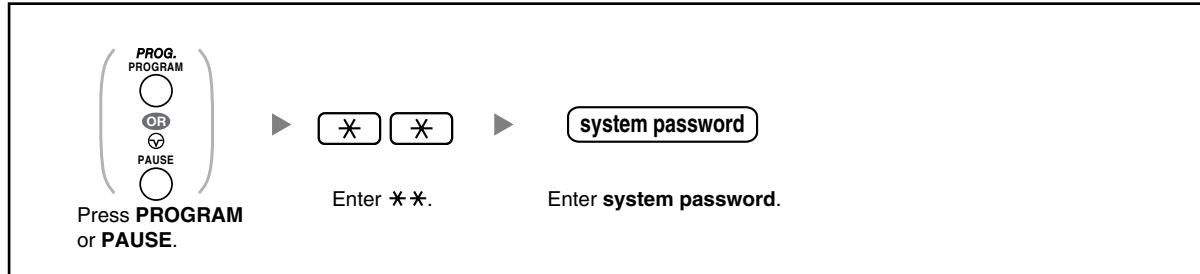 PROG.
PROGRAM
OR
PAUSE
Press PROGRAM
or PAUSE.
✳ ✳
Enter ✳✳.
system password
Enter system password.